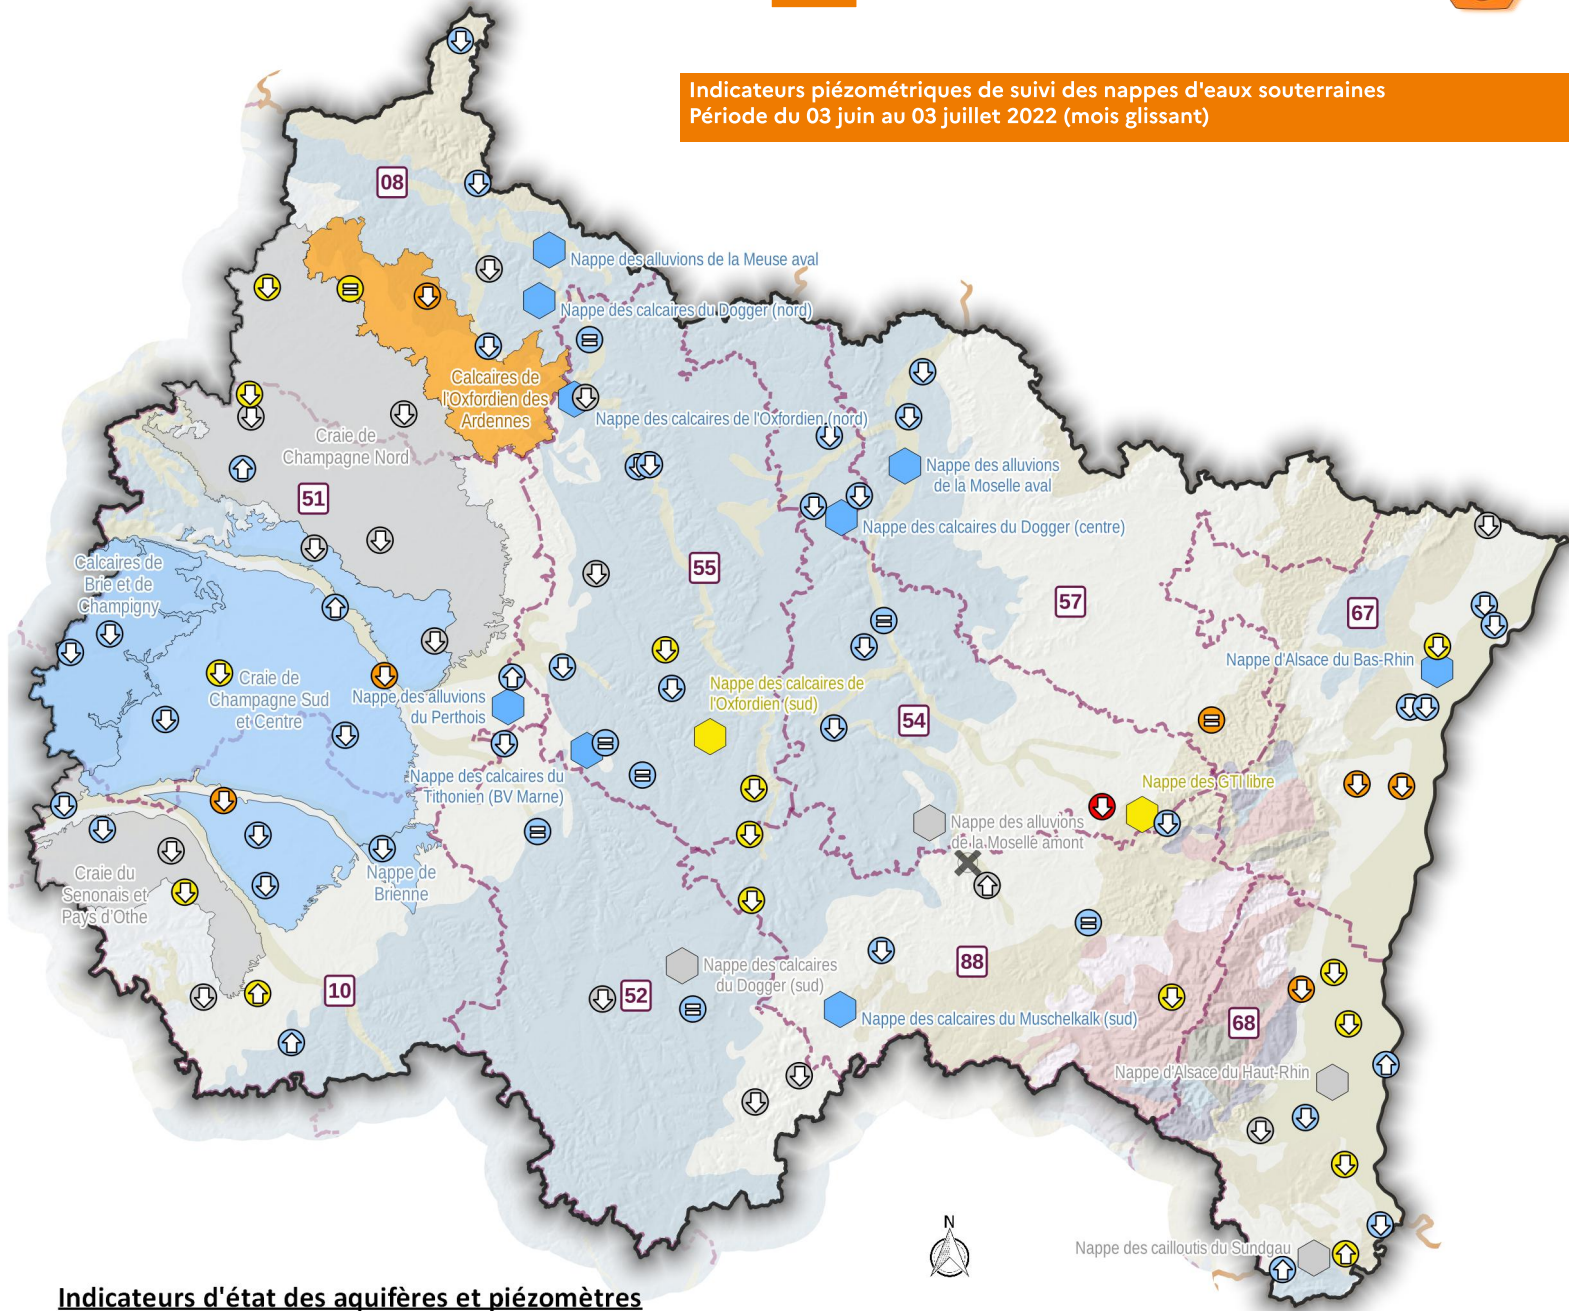 Indicateurs piézométriques de suivi des nappes d'eaux souterraines
Période du 03 juin au 03 juillet 2022 (mois glissant)
08
Nappe des alluvions de la Meuse aval
Nappe des calcaires du Dogger (nord)
Calcaires de
l'Oxfordien des
Ardennes
Nappe des calcaires de l'Oxfordien (nord)
Craie de
Champagne Nord
Nappe des alluvions
de la Moselle aval
51
Nappe des calcaires du Dogger (centre)
Calcaires de
Brie et de
Champigny
55
57
67
Nappe d'Alsace du Bas-Rhin
Craie de
Champagne Sud
et Centre
Nappe des alluvions
du Perthois
Nappe des calcaires de
l'Oxfordien (sud)
54
Nappe des calcaires du
Tithonien (BV Marne)
Nappe des GTI libre
Nappe des alluvions
de la Moselle amont
Craie du
Senonais et
Pays d'Othe
Nappe de
Brienne
10
52
Nappe des calcaires
du Dogger (sud)
88
Nappe des calcaires du Muschelkalk (sud)
68
Nappe d'Alsace du Haut-Rhin
N
Nappe des cailloutis du Sundgau
Indicateurs d'état des aquifères et piézomètres